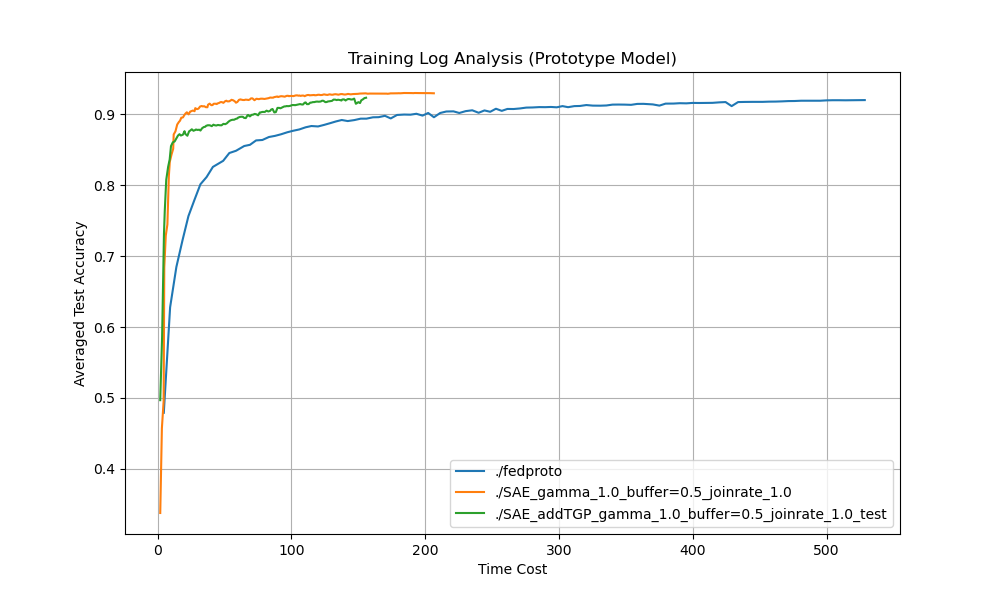 Training Log Analysis (Prototype Model)
Averaged Test Accuracy
0.9
0.8
0.7
0.6
0.5
0.4
0 100 200 300 400 500
Time Cost
./fedproto
./SAE_gamma_1.0_buffer=0.5_joinrate_1.0
./SAE_addTGP_gamma_1.0_buffer=0.5_joinrate_1.0_test